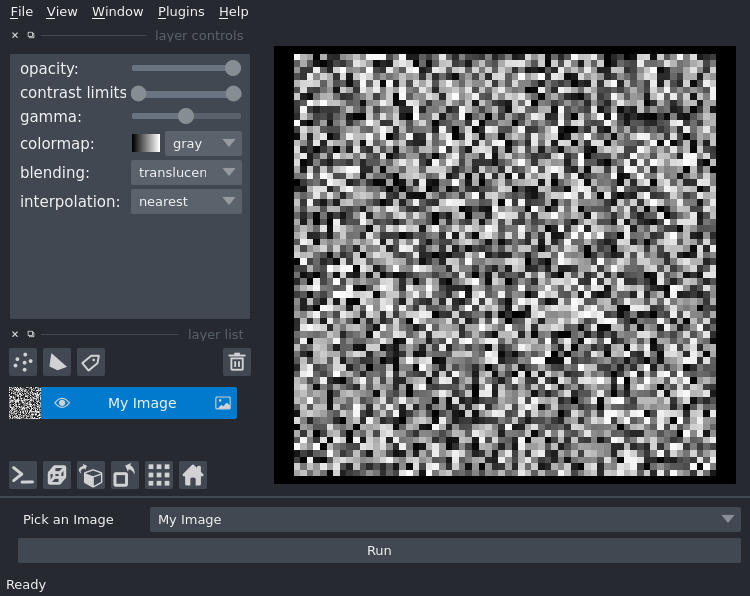 File View Window Plugins Help
layer controls
opacity:
contrast limits
gamma:
colormap: gray
blending: translucen
interpolation: nearest
layer list
My Image
Pick an Image My Image
Run
Ready